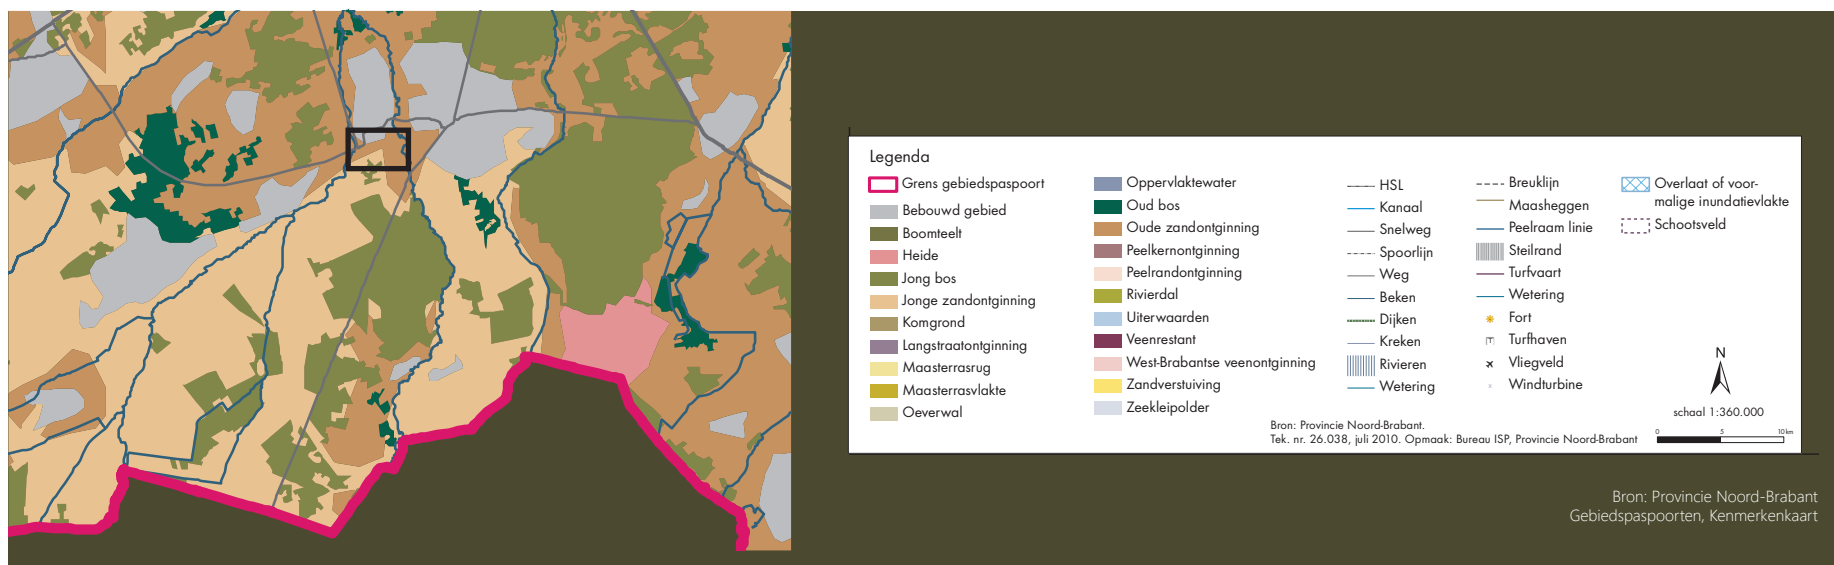 Legenda
Grens gebiedspaspoort
Bebouwd gebied
Boomteelt
Heide
Jong bos
Jonge zandontginning
Komgrond
Langstraatontginning
Maasterrasrug
Maasterrasvlakte
Oeverwal
Oppervlaktewater
Oud bos
Oude zandontginning
Peelkernontginning
Peelrandontginning
Rivierdal
Uiterwaarden
Veenrestant
West-Brabantse veenontginning
Zandverstuiving
Zeekleipolder
HSL
Kanaal
Snelweg
Spoorlijn
Weg
Beken
Dijken
Kreken
Rivieren
Wetering
Breuklijn
Maasheggen
Peelraam linie
Steilrand
Turfvaart
Wetering
Fort
Turfhaven
Vliegveld
Windturbine
Overlaat of voor-
malige inundatievlakte
Schootsveld
N
schaal 1:360.000
0 5 10 km
Bron: Provincie Noord-Brabant.
Tek. nr. 26.038, juli 2010. Opmaak: Bureau ISP, Provincie Noord-Brabant
Bron: Provincie Noord-Brabant
Gebiedspaspoorten, Kenmerkenkaart